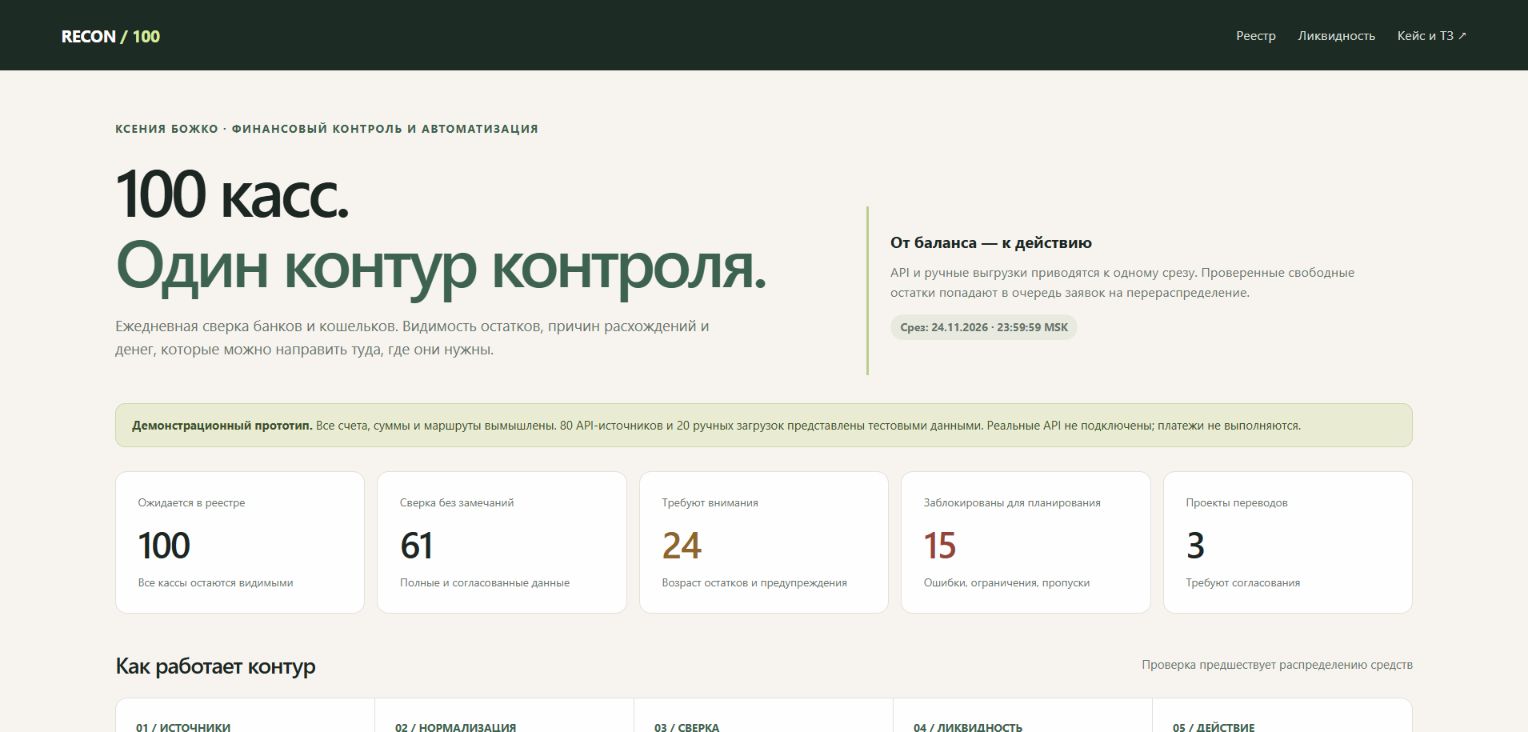 RECON / 100
Реестр
Ликвидность
Кейс и ТЗ ↗
КСЕНИЯ БОЖКО · ФИНАНСОВЫЙ КОНТРОЛЬ И АВТОМАТИЗАЦИЯ
100 касс.
Один контур контроля.
Ежедневная сверка банков и кошельков. Видимость остатков, причин расхождений и
денег, которые можно направить туда, где они нужны.
От баланса — к действию
API и ручные выгрузки приводятся к одному срезу. Проверенные свободные
остатки попадают в очередь заявок на перераспределение.
Срез: 24.11.2026 · 23:59:59 MSK
Демонстрационный прототип. Все счета, суммы и маршруты вымышлены. 80 API-источников и 20 ручных загрузок представлены тестовыми данными. Реальные API не подключены; платежи не выполняются.
Ожидается в реестре
100
Все кассы остаются видимыми
Сверка без замечаний
61
Полные и согласованные данные
Требуют внимания
24
Возраст остатков и предупреждения
Заблокированы для планирования
15
Ошибки, ограничения, пропуски
Проекты переводов
3
Требуют согласования
Как работает контур
Проверка предшествует распределению средств
01 / ИСТОЧНИКИ
02 / НОРМАЛИЗАЦИЯ
03 / СВЕРКА
04 / ЛИКВИДНОСТЬ
05 / ДЕЙСТВИЕ